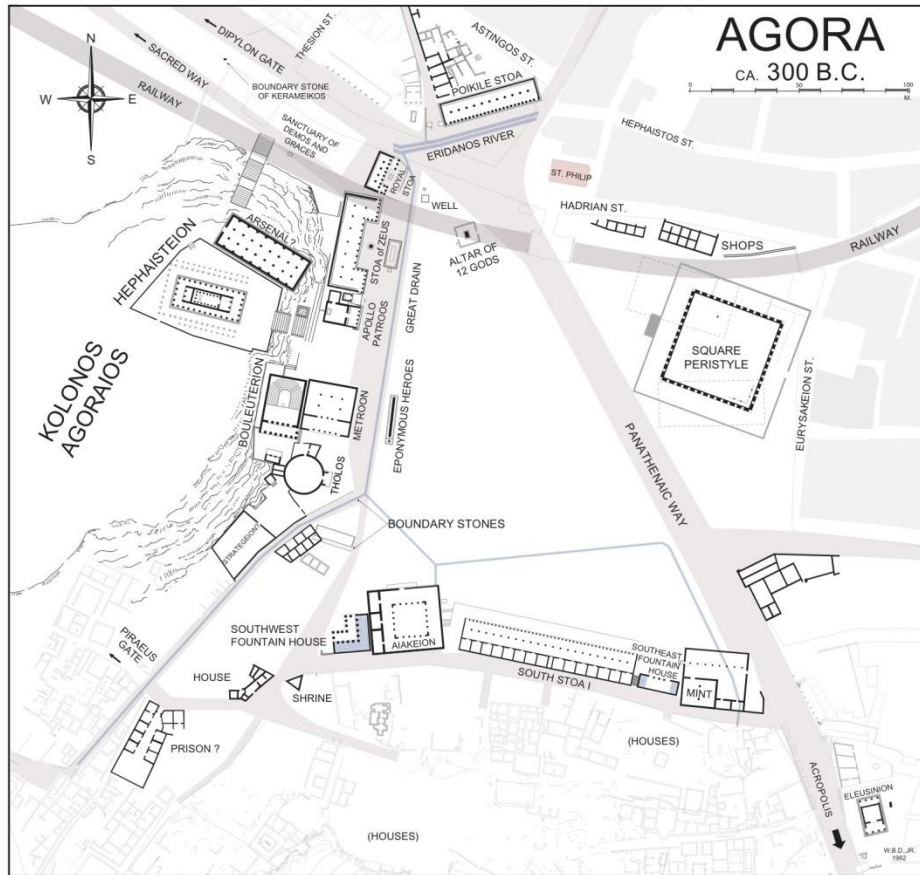 AGORA
CA. 300 B.C.
0
50
100
M.
N
W
E
S
THESION ST.
DIPYLON GATE
SACRED WAY
RAILWAY
BOUNDARY STONE
OF KERAMEIKOS
SANCTUARY OF
DEMOS AND
GRACES
ASTINGOS ST.
POIKILE STOA
ERIDANOS RIVER
HEPHAISTOS ST.
ST. PHILIP
ROYAL
STOA
WELL
HADRIAN ST.
SHOPS
RAILWAY
ALTAR OF
12 GODS
ARSENAL?
HEPHAISTEION
STOA of ZEUS
APOLLO
PATROOS
GREAT DRAIN
SQUARE
PERISTYLE
EURYSAKEION ST.
KOLONOS
AGORAIOS
BOULEUTERION
METROON
EPONYMOUS HEROES
THOLOS
PANATHENAIC WAY
BOUNDARY STONES
STRATEGEION?
SOUTHWEST
FOUNTAIN HOUSE
AIAKEION
PIRAEUS
GATE
HOUSE
SHRINE
SOUTH STOA I
SOUTHEAST
FOUNTAIN
HOUSE
MINT
PRISON ?
(HOUSES)
(HOUSES)
ACROPOLIS
ELEUSINION
W.B.D. JR.
1982